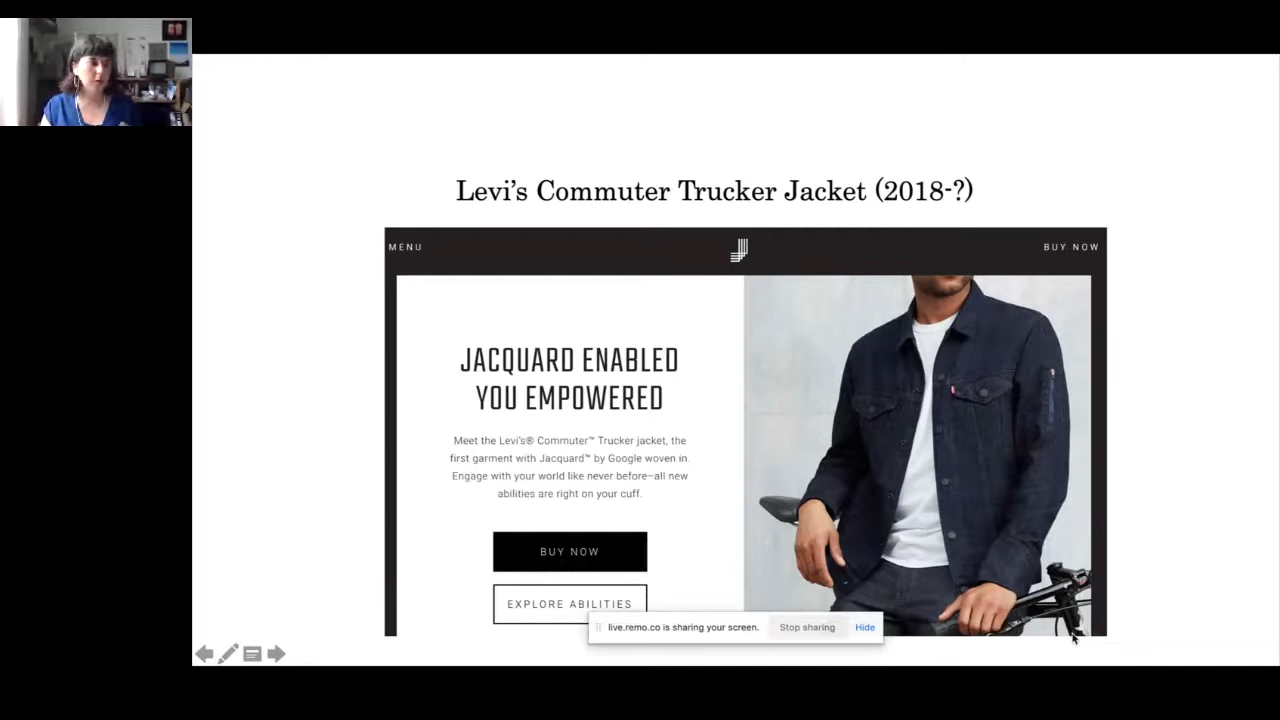 Levi's Commuter Trucker Jacket (2018-?)
MENU
BUY NOW
JACQUARD ENABLED
YOU EMPOWERED
Meet the Levi's® Commuter™ Trucker jacket, the
first garment with Jacquard™ by Google woven in.
Engage with your world like never before–all new
abilities are right on your cuff.
BUY NOW
EXPLORE ABILITIES
live.remo.co is sharing your screen. Stop sharing Hide